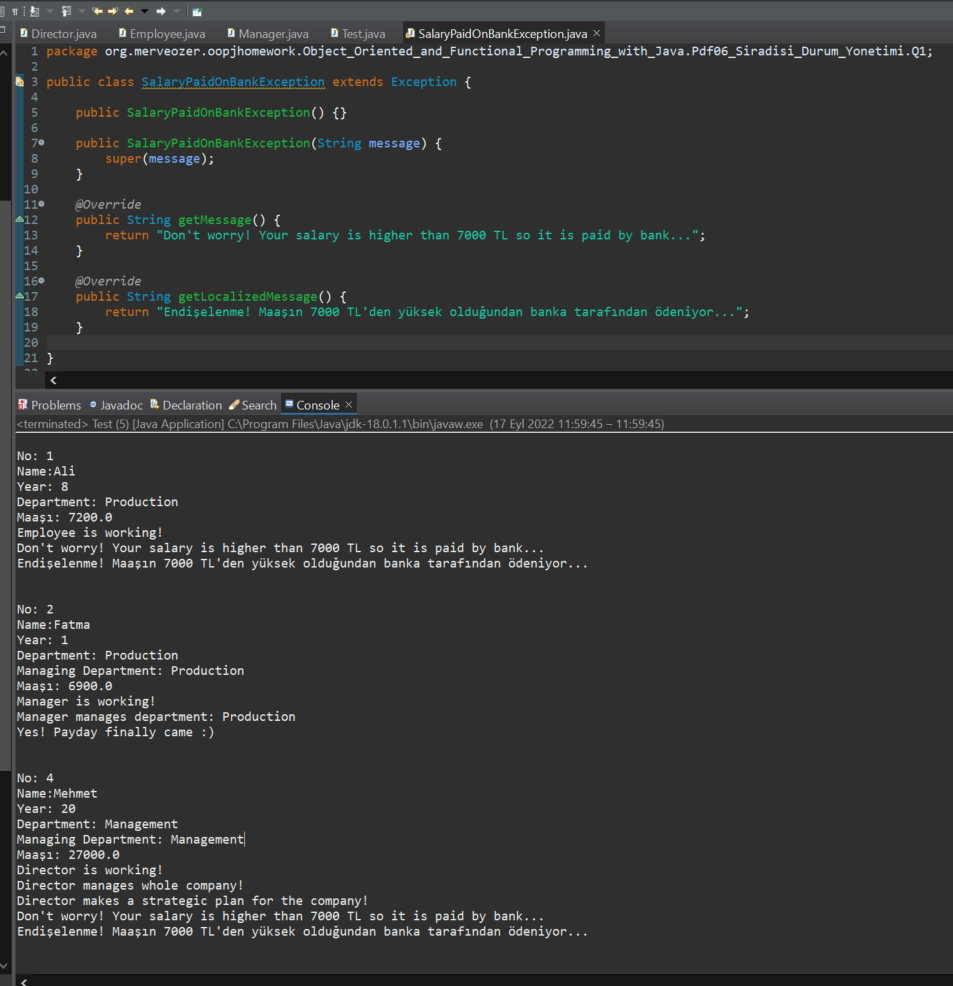 Director.java Employee.java Manager.java Test.java SalaryPaidOnBankException.java ×
1 package org.merveozer.oopjhomework.Object_Oriented_and_Functional_Programming_with_Java.Pdf06_Siradisi_Durum_Yonetimi.Q1;
2
3 public class SalaryPaidOnBankException extends Exception {
4
5 public SalaryPaidOnBankException() {}
6
7 public SalaryPaidOnBankException(String message) {
8 super(message);
9 }
10
11 @Override
12 public String getMessage() {
13 return "Don't worry! Your salary is higher than 7000 TL so it is paid by bank...";
14 }
15
16 @Override
17 public String getLocalizedMessage() {
18 return "Endişelenme! Maaşın 7000 TL'den yüksek olduğundan banka tarafından ödeniyor...";
19 }
20
21 }
Problems Javadoc Declaration Search Console ×
<terminated> Test (5) [Java Application] C:\Program Files\Java\jdk-18.0.1.1\bin\javaw.exe (17 Eyl 2022 11:59:45 – 11:59:45)
No: 1
Name:Ali
Year: 8
Department: Production
Maaşı: 7200.0
Employee is working!
Don't worry! Your salary is higher than 7000 TL so it is paid by bank...
Endişelenme! Maaşın 7000 TL'den yüksek olduğundan banka tarafından ödeniyor...
No: 2
Name:Fatma
Year: 1
Department: Production
Managing Department: Production
Maaşı: 6900.0
Manager is working!
Manager manages department: Production
Yes! Payday finally came :)
No: 4
Name:Mehmet
Year: 20
Department: Management
Managing Department: Management
Maaşı: 27000.0
Director is working!
Director manages whole company!
Director makes a strategic plan for the company!
Don't worry! Your salary is higher than 7000 TL so it is paid by bank...
Endişelenme! Maaşın 7000 TL'den yüksek olduğundan banka tarafından ödeniyor...